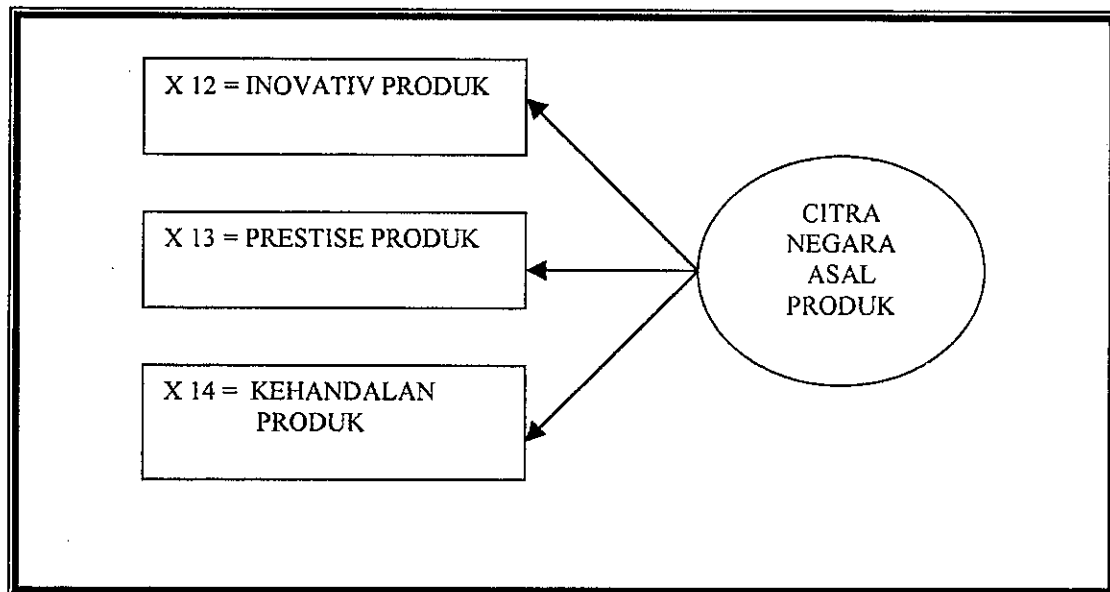 X 12 = INOVATIV PRODUK
X 13 = PRESTISE PRODUK
X 14 = KEHANDALAN
PRODUK
CITRA
NEGARA
ASAL
PRODUK